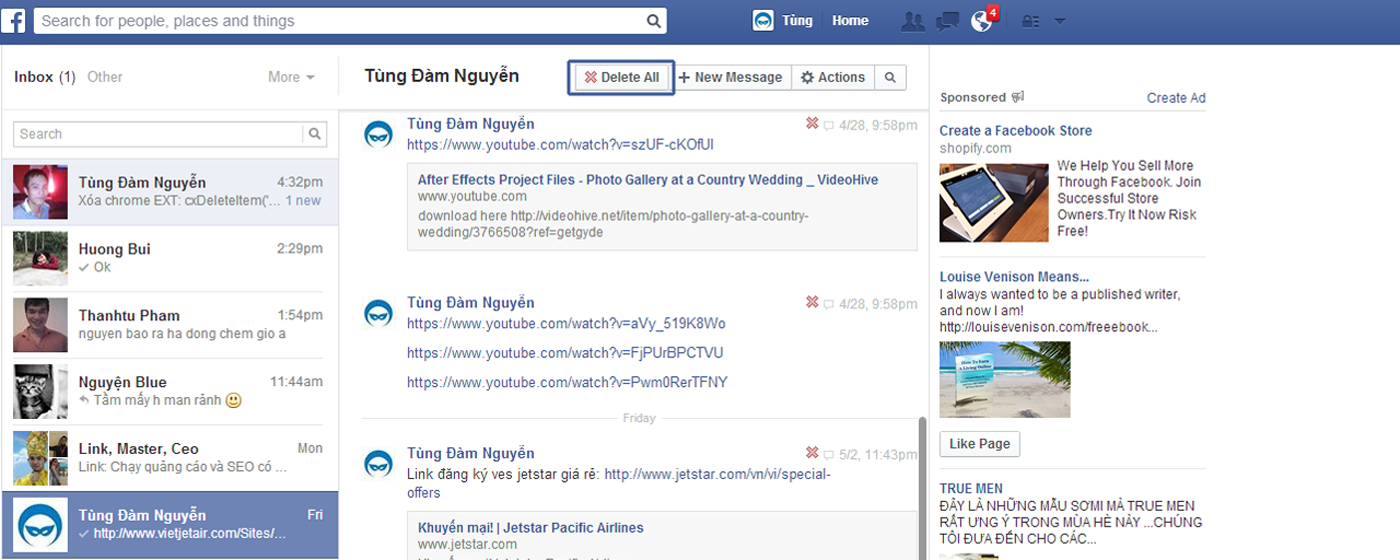 f
Search for people, places and things
Tùng
Home
4
Inbox (1)
Other
More
Search
Tùng Đàm Nguyễn
4:32pm
Xóa chrome EXT: cxDeleteItem('...
1 new
Huong Bui
2:29pm
Ok
Thanhtu Pham
1:54pm
nguyen bao ra ha dong chem gio a
Nguyện Blue
11:44am
Tầm mấy h man rảnh
Link, Master, Ceo
Mon
Link: Chạy quảng cáo và SEO có ...
Tùng Đàm Nguyễn
Fri
http://www.vietjetair.com/Sites/...
Tùng Đàm Nguyễn
Delete All
New Message
Actions
Tùng Đàm Nguyễn
4/28, 9:58pm
https://www.youtube.com/watch?v=szUF-cKOfUI
After Effects Project Files - Photo Gallery at a Country Wedding _ VideoHive
www.youtube.com
download here http://videohive.net/item/photo-gallery-at-a-country-
wedding/3766508?ref=getgyde
Tùng Đàm Nguyễn
4/28, 9:58pm
https://www.youtube.com/watch?v=aVy_519K8Wo
https://www.youtube.com/watch?v=FjPUrBPCTVU
https://www.youtube.com/watch?v=Pwm0RerTFNY
Friday
Tùng Đàm Nguyễn
5/2, 11:43pm
Link đăng ký ves jetstar giá rẻ: http://www.jetstar.com/vn/vi/special-
offers
Khuyến mại! | Jetstar Pacific Airlines
www.jetstar.com
Sponsored
Create Ad
Create a Facebook Store
shopify.com
We Help You Sell More
Through Facebook. Join
Successful Store
Owners.Try It Now Risk
Free!
Louise Venison Means...
I always wanted to be a published writer,
and now I am!
http://louisevenison.com/freeebook...
How To Earn
A Living Online
Like Page
TRUE MEN
ĐÂY LÀ NHỮNG MẪU SƠMI MÀ TRUE MEN
RẤT ƯNG Ý TRONG MÙA HÈ NÀY ...CHÚNG
TÔI ĐƯA ĐẾN CHO CÁC...